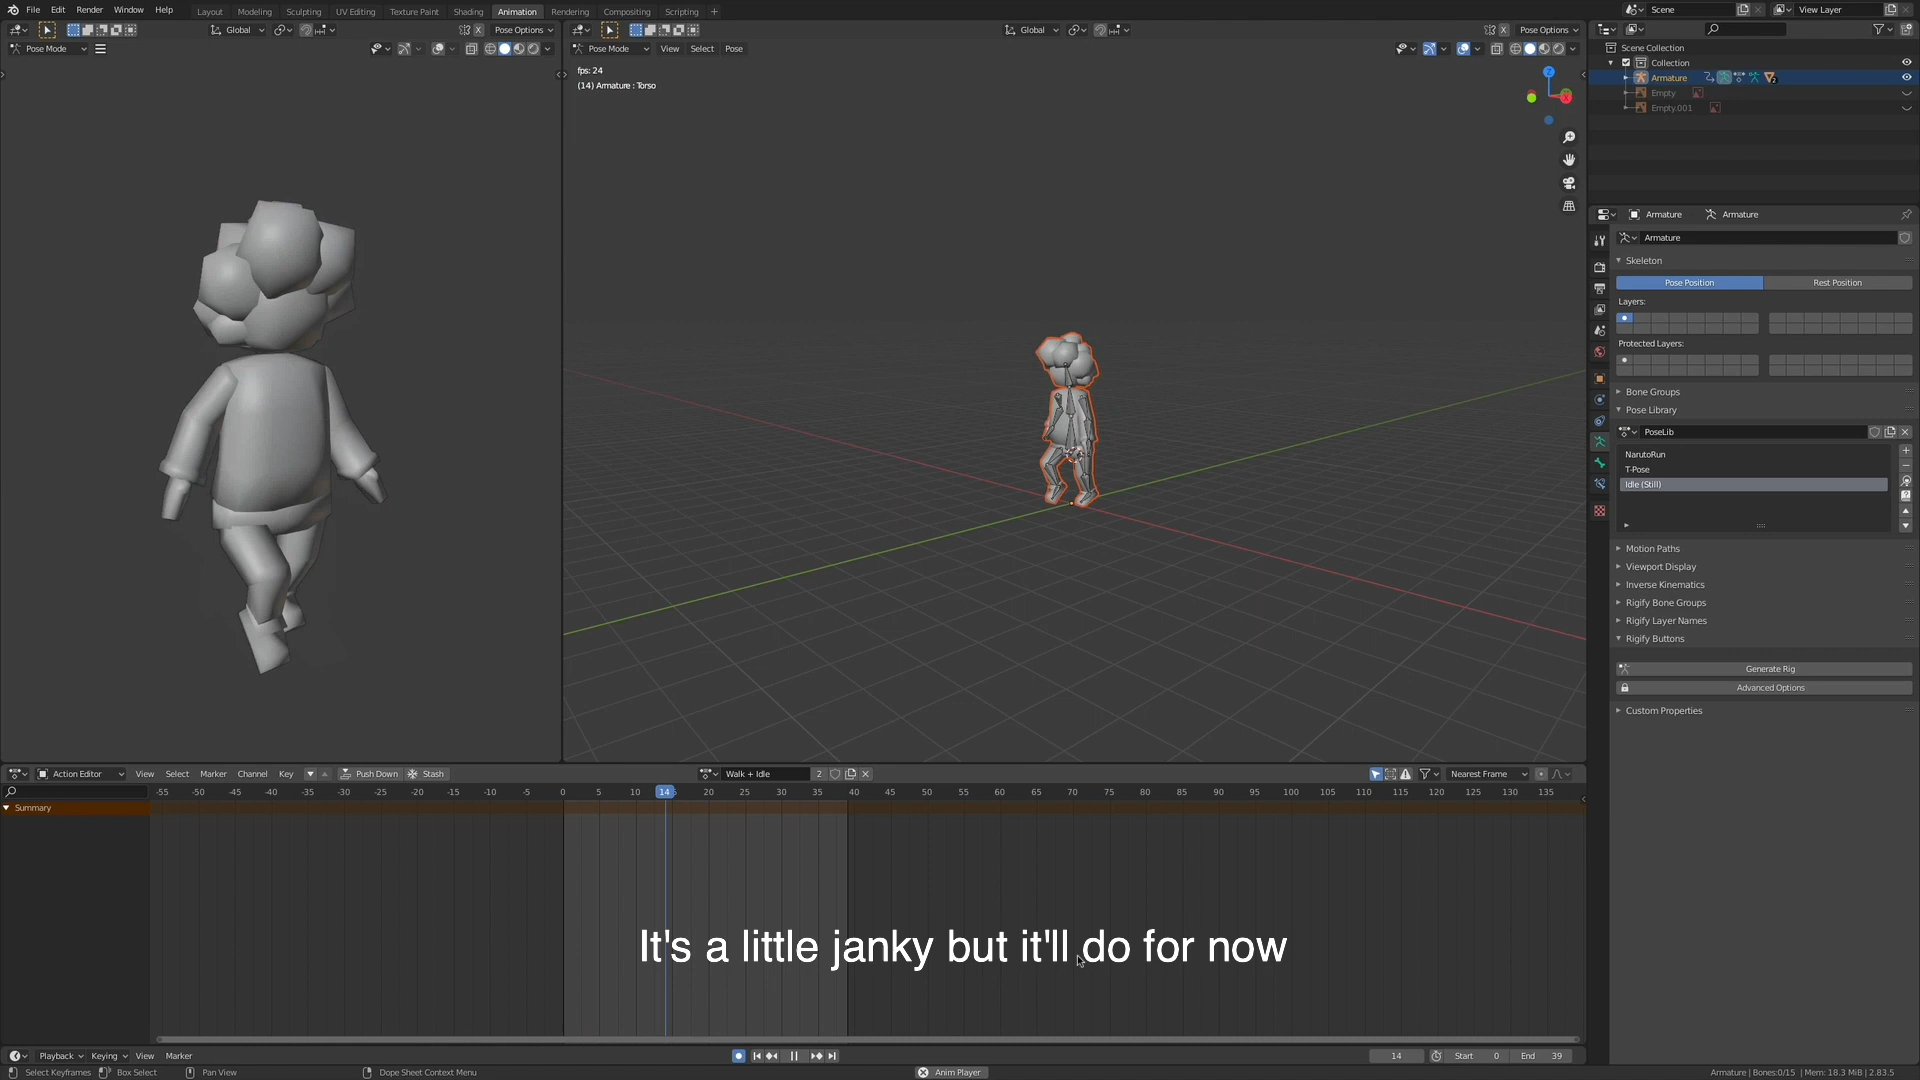 File Edit Render Window Help Layout Modeling Sculpting UV Editing Texture Paint Shading Animation Rendering Compositing Scripting + Scene View Layer
Global Pose Options Global Pose Options
Pose Mode Pose Mode View Select Pose
fps: 24
(14) Armature : Torso
Z
X
Scene Collection
Collection
Armature
Empty
Empty.001
Armature Armature
Armature
Skeleton
Pose Position Rest Position
Layers:
Protected Layers:
Bone Groups
Pose Library
PoseLib
NarutoRun
T-Pose
Idle (Still)
Motion Paths
Viewport Display
Inverse Kinematics
Rigify Bone Groups
Rigify Layer Names
Rigify Buttons
Generate Rig
Advanced Options
Custom Properties
Action Editor View Select Marker Channel Key Push Down Stash Walk + Idle 2 Nearest Frame
-55 -50 -45 -40 -35 -30 -25 -20 -15 -10 -5 0 5 10 14 20 25 30 35 40 45 50 55 60 65 70 75 80 85 90 95 100 105 110 115 120 125 130 135
Summary
It's a little janky but it'll do for now
Playback Keying View Marker 14 Start 0 End 39
Select Keyframes Box Select Pan View Dope Sheet Context Menu Anim Player Armature | Bones:0/15 | Mem: 18.3 MiB | 2.83.5